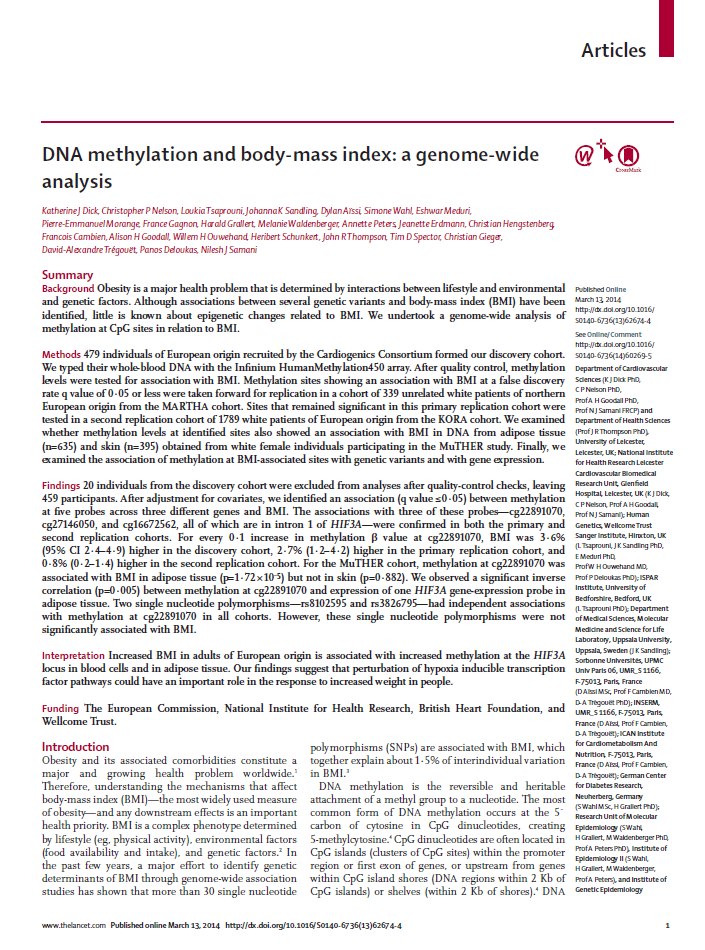 Articles
DNA methylation and body-mass index: a genome-wide
analysis
CrossMark
Katherine J Dick, Christopher P Nelson, Loukia Tsaprouni, Johanna K Sandling, Dylan Aïssi, Simone Wahl, Eshwar Meduri,
Pierre-Emmanuel Morange, France Gagnon, Harald Grallert, Melanie Waldenberger, Annette Peters, Jeanette Erdmann, Christian Hengstenberg,
Francois Cambien, Alison H Goodall, Willem H Ouwehand, Heribert Schunkert, John R Thompson, Tim D Spector, Christian Gieger,
David-Alexandre Trégouët, Panos Deloukas, Nilesh J Samani
Summary
Background Obesity is a major health problem that is determined by interactions between lifestyle and environmental
and genetic factors. Although associations between several genetic variants and body-mass index (BMI) have been
identified, little is known about epigenetic changes related to BMI. We undertook a genome-wide analysis of
methylation at CpG sites in relation to BMI.
Methods 479 individuals of European origin recruited by the Cardiogenics Consortium formed our discovery cohort.
We typed their whole-blood DNA with the Infinium HumanMethylation450 array. After quality control, methylation
levels were tested for association with BMI. Methylation sites showing an association with BMI at a false discovery
rate q value of 0·05 or less were taken forward for replication in a cohort of 339 unrelated white patients of northern
European origin from the MARTHA cohort. Sites that remained significant in this primary replication cohort were
tested in a second replication cohort of 1789 white patients of European origin from the KORA cohort. We examined
whether methylation levels at identified sites also showed an association with BMI in DNA from adipose tissue
(n=635) and skin (n=395) obtained from white female individuals participating in the MuTHER study. Finally, we
examined the association of methylation at BMI-associated sites with genetic variants and with gene expression.
Findings 20 individuals from the discovery cohort were excluded from analyses after quality-control checks, leaving
459 participants. After adjustment for covariates, we identified an association (q value ≤0·05) between methylation
at five probes across three different genes and BMI. The associations with three of these probes—cg22891070,
cg27146050, and cg16672562, all of which are in intron 1 of HIF3A—were confirmed in both the primary and
second replication cohorts. For every 0·1 increase in methylation β value at cg22891070, BMI was 3·6%
(95% CI 2·4–4·9) higher in the discovery cohort, 2·7% (1·2–4·2) higher in the primary replication cohort, and
0·8% (0·2–1·4) higher in the second replication cohort. For the MuTHER cohort, methylation at cg22891070 was
associated with BMI in adipose tissue (p=1·72×10⁻⁵) but not in skin (p=0·882). We observed a significant inverse
correlation (p=0·005) between methylation at cg22891070 and expression of one HIF3A gene-expression probe in
adipose tissue. Two single nucleotide polymorphisms—rs8102595 and rs3826795—had independent associations
with methylation at cg22891070 in all cohorts. However, these single nucleotide polymorphisms were not
significantly associated with BMI.
Interpretation Increased BMI in adults of European origin is associated with increased methylation at the HIF3A
locus in blood cells and in adipose tissue. Our findings suggest that perturbation of hypoxia inducible transcription
factor pathways could have an important role in the response to increased weight in people.
Funding The European Commission, National Institute for Health Research, British Heart Foundation, and
Wellcome Trust.
Introduction
Obesity and its associated comorbidities constitute a
major and growing health problem worldwide.¹
Therefore, understanding the mechanisms that affect
body-mass index (BMI)—the most widely used measure
of obesity—and any downstream effects is an important
health priority. BMI is a complex phenotype determined
by lifestyle (eg, physical activity), environmental factors
(food availability and intake), and genetic factors.² In
the past few years, a major effort to identify genetic
determinants of BMI through genome-wide association
studies has shown that more than 30 single nucleotide
polymorphisms (SNPs) are associated with BMI, which
together explain about 1·5% of interindividual variation
in BMI.³
DNA methylation is the reversible and heritable
attachment of a methyl group to a nucleotide. The most
common form of DNA methylation occurs at the 5´
carbon of cytosine in CpG dinucleotides, creating
5-methylcytosine.⁴ CpG dinucleotides are often located in
CpG islands (clusters of CpG sites) within the promoter
region or first exon of genes, or upstream from genes
within CpG island shores (DNA regions within 2 Kb of
CpG islands) or shelves (within 2 Kb of shores).⁴ DNA
Published Online
March 13, 2014
http://dx.doi.org/10.1016/
S0140-6736(13)62674-4
See Online/Comment
http://dx.doi.org/10.1016/
S0140-6736(14)60269-5
Department of Cardiovascular
Sciences (K J Dick PhD,
C P Nelson PhD,
Prof A H Goodall PhD,
Prof N J Samani FRCP) and
Department of Health Sciences
(Prof J R Thompson PhD),
University of Leicester,
Leicester, UK; National Institute
for Health Research Leicester
Cardiovascular Biomedical
Research Unit, Glenfield
Hospital, Leicester, UK (K J Dick,
C P Nelson, Prof A H Goodall,
Prof N J Samani); Human
Genetics, Wellcome Trust
Sanger Institute, Hinxton, UK
(L Tsaprouni, J K Sandling PhD,
E Meduri PhD,
Prof W H Ouwehand MD,
Prof P Deloukas PhD); ISPAR
Institute, University of
Bedforshire, Bedford, UK
(L Tsaprouni PhD); Department
of Medical Sciences, Molecular
Medicine and Science for Life
Laboratory, Uppsala University,
Uppsala, Sweden (J K Sandling);
Sorbonne Universités, UPMC
Univ Paris 06, UMR_S 1166,
F-75013, Paris, France
(D Aïssi MSc, Prof F Cambien MD,
D-A Trégouët PhD); INSERM,
UMR_S 1166, F-75013, Paris,
France (D Aïssi, Prof F Cambien,
D-A Trégouët); ICAN Institute
for Cardiometabolism And
Nutrition, F-75013, Paris,
France (D Aïssi, Prof F Cambien,
D-A Trégouët); German Center
for Diabetes Research,
Neuherberg, Germany
(S Wahl MSc, H Grallert PhD);
Research Unit of Molecular
Epidemiology (S Wahl,
H Grallert, M Waldenberger PhD,
Prof A Peters PhD), Institute of
Epidemiology II (S Wahl,
H Grallert, M Waldenberger,
Prof A Peters), and Institute of
Genetic Epidemiology
www.thelancet.com Published online March 13, 2014 http://dx.doi.org/10.1016/S0140-6736(13)62674-4
1